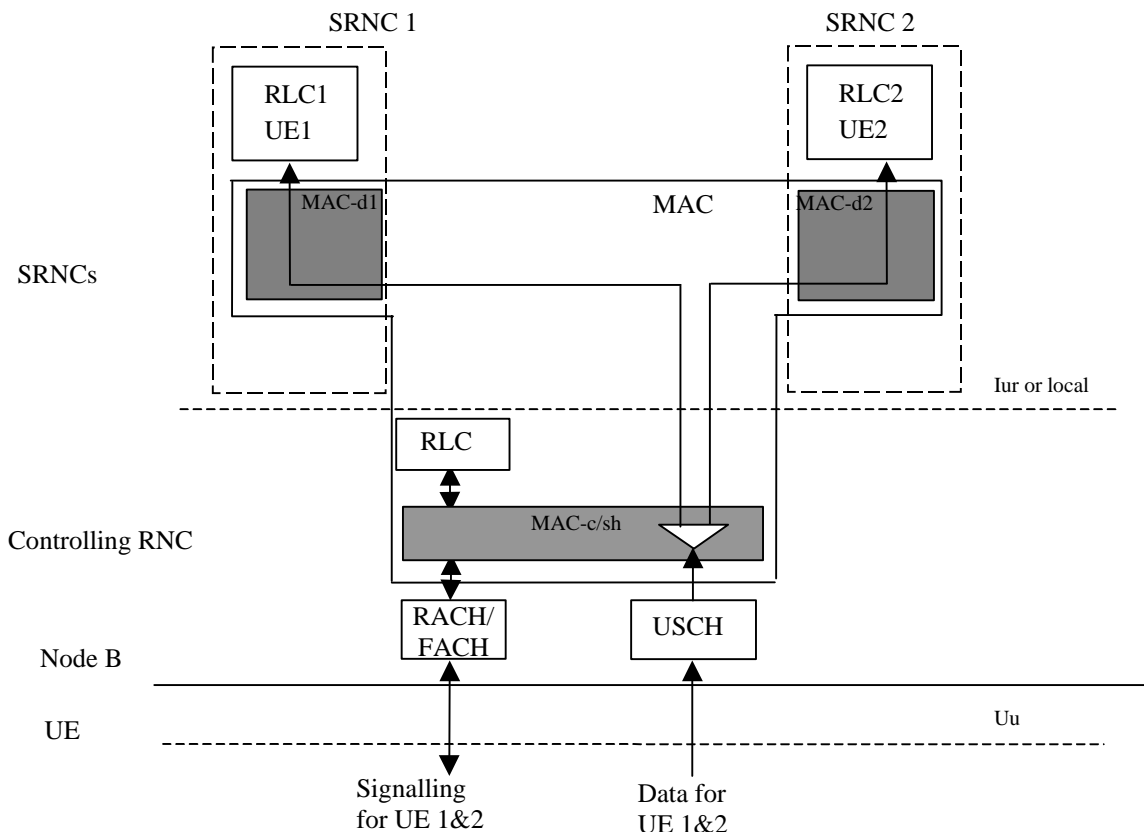 SRNC 1
SRNC 2
RLC1
UE1
RLC2
UE2
MAC-d1
MAC
MAC-d2
SRNCs
Iur or local
RLC
MAC-c/sh
Controlling RNC
RACH/
FACH
USCH
Node B
UE
Uu
Signalling
for UE 1&2
Data for
UE 1&2